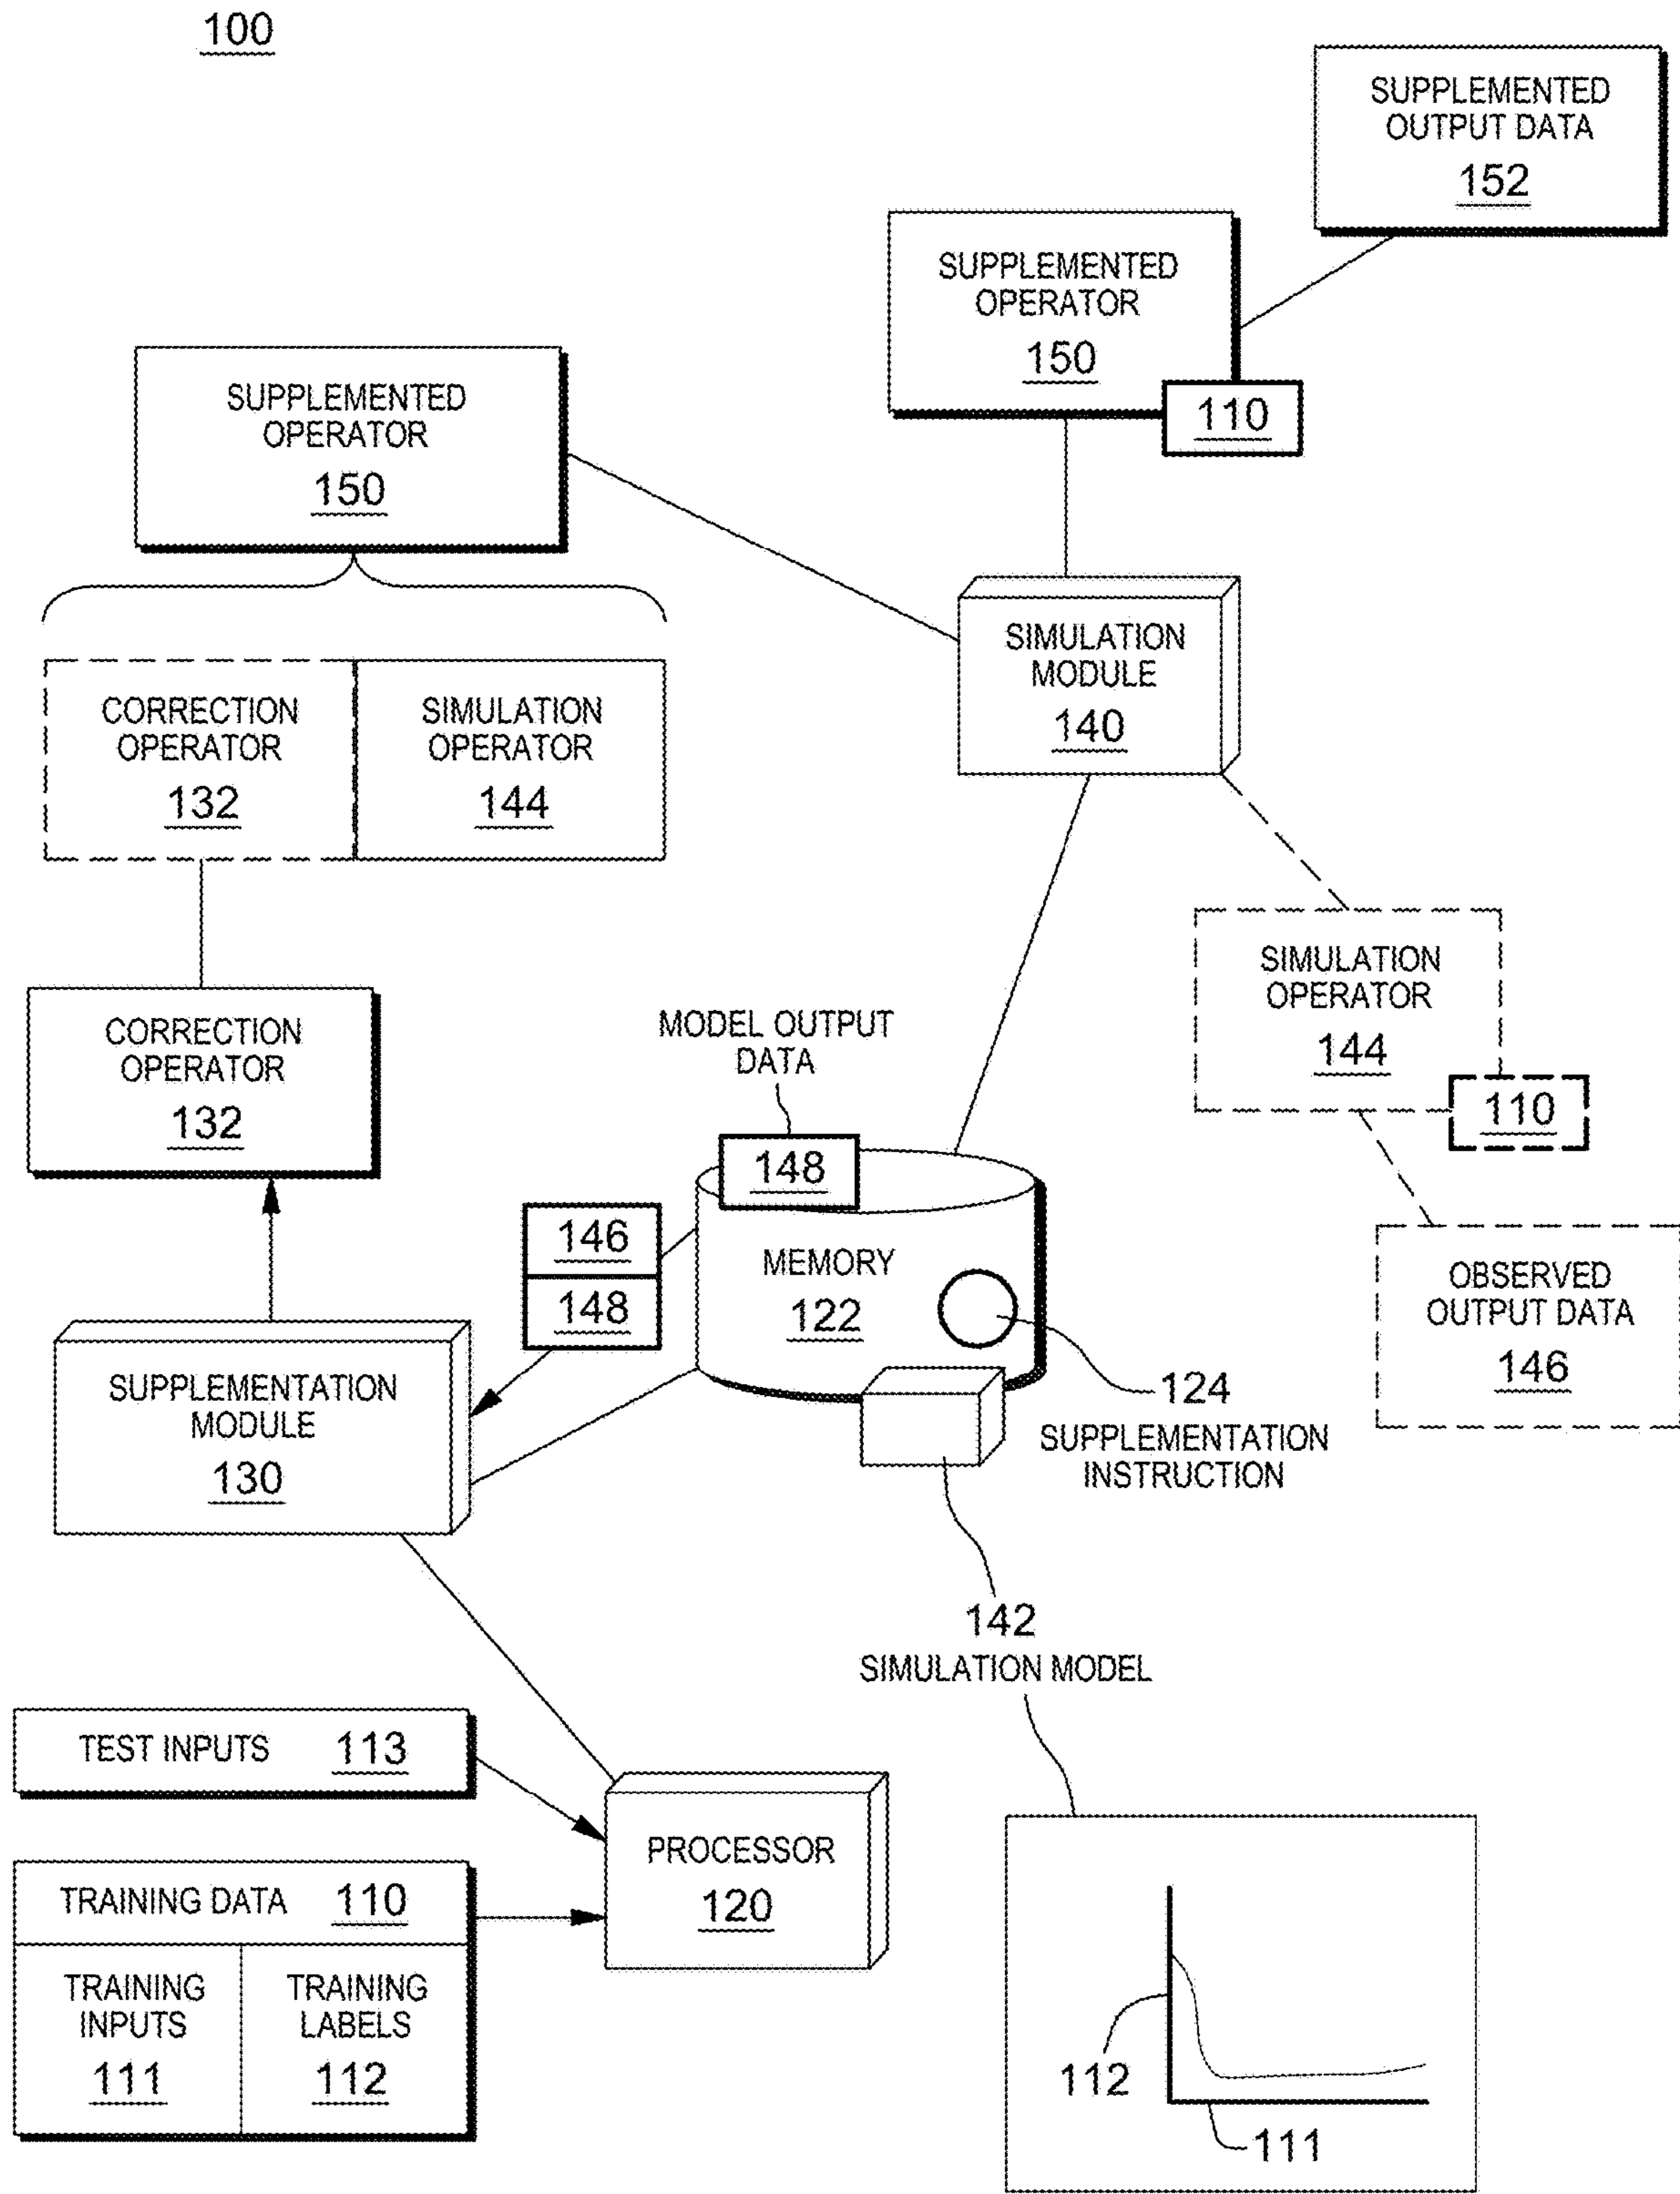 100
SUPPLEMENTED
OUTPUT DATA
152
SUPPLEMENTED
OPERATOR
150
110
SUPPLEMENTED
OPERATOR
150
SIMULATION
MODULE
140
CORRECTION
OPERATOR
132
SIMULATION
OPERATOR
144
SIMULATION
OPERATOR
144
110
CORRECTION
OPERATOR
132
MODEL OUTPUT
DATA
148
146
148
MEMORY
122
OBSERVED
OUTPUT DATA
146
124
SUPPLEMENTATION
INSTRUCTION
SUPPLEMENTATION
MODULE
130
142
SIMULATION MODEL
TEST INPUTS 113
PROCESSOR
120
TRAINING DATA 110
TRAINING
INPUTS
111
TRAINING
LABELS
112
112
111